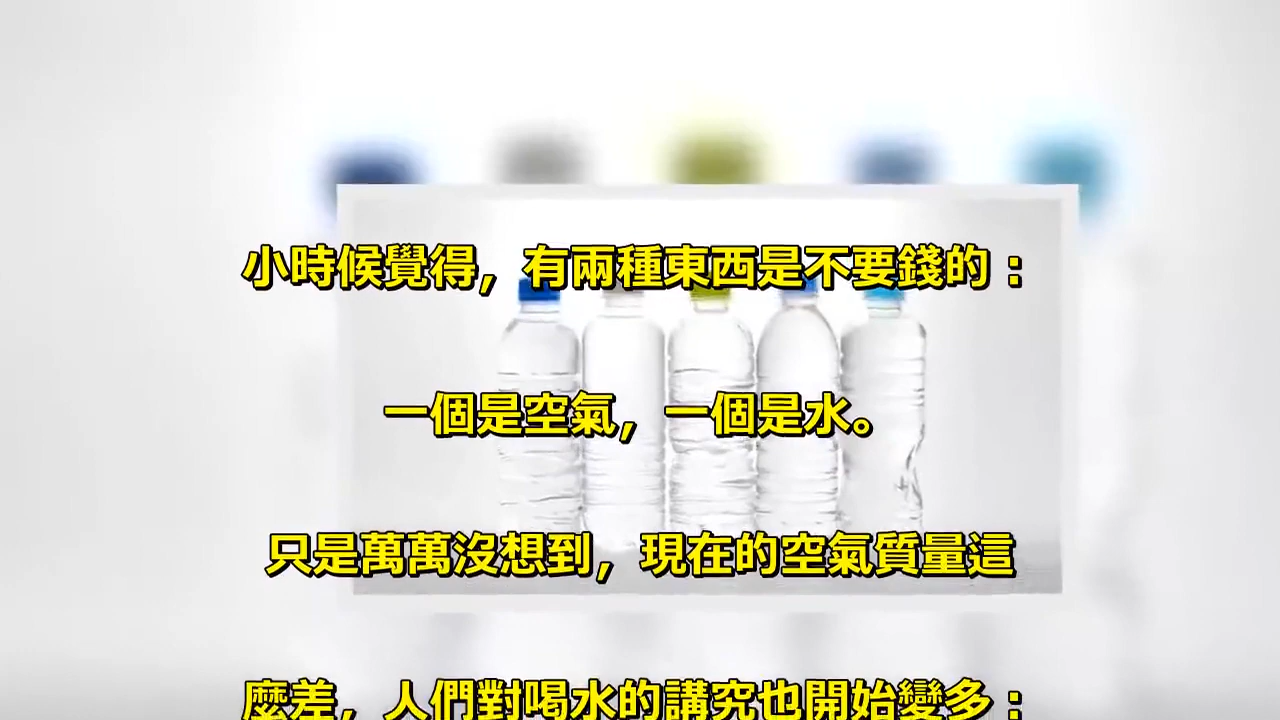 小時候覺得，有兩種東西是不要錢的：
一個是空氣，一個是水。
只是萬萬沒想到，現在的空氣質量這
麼差，人們對喝水的講究也開始變多：